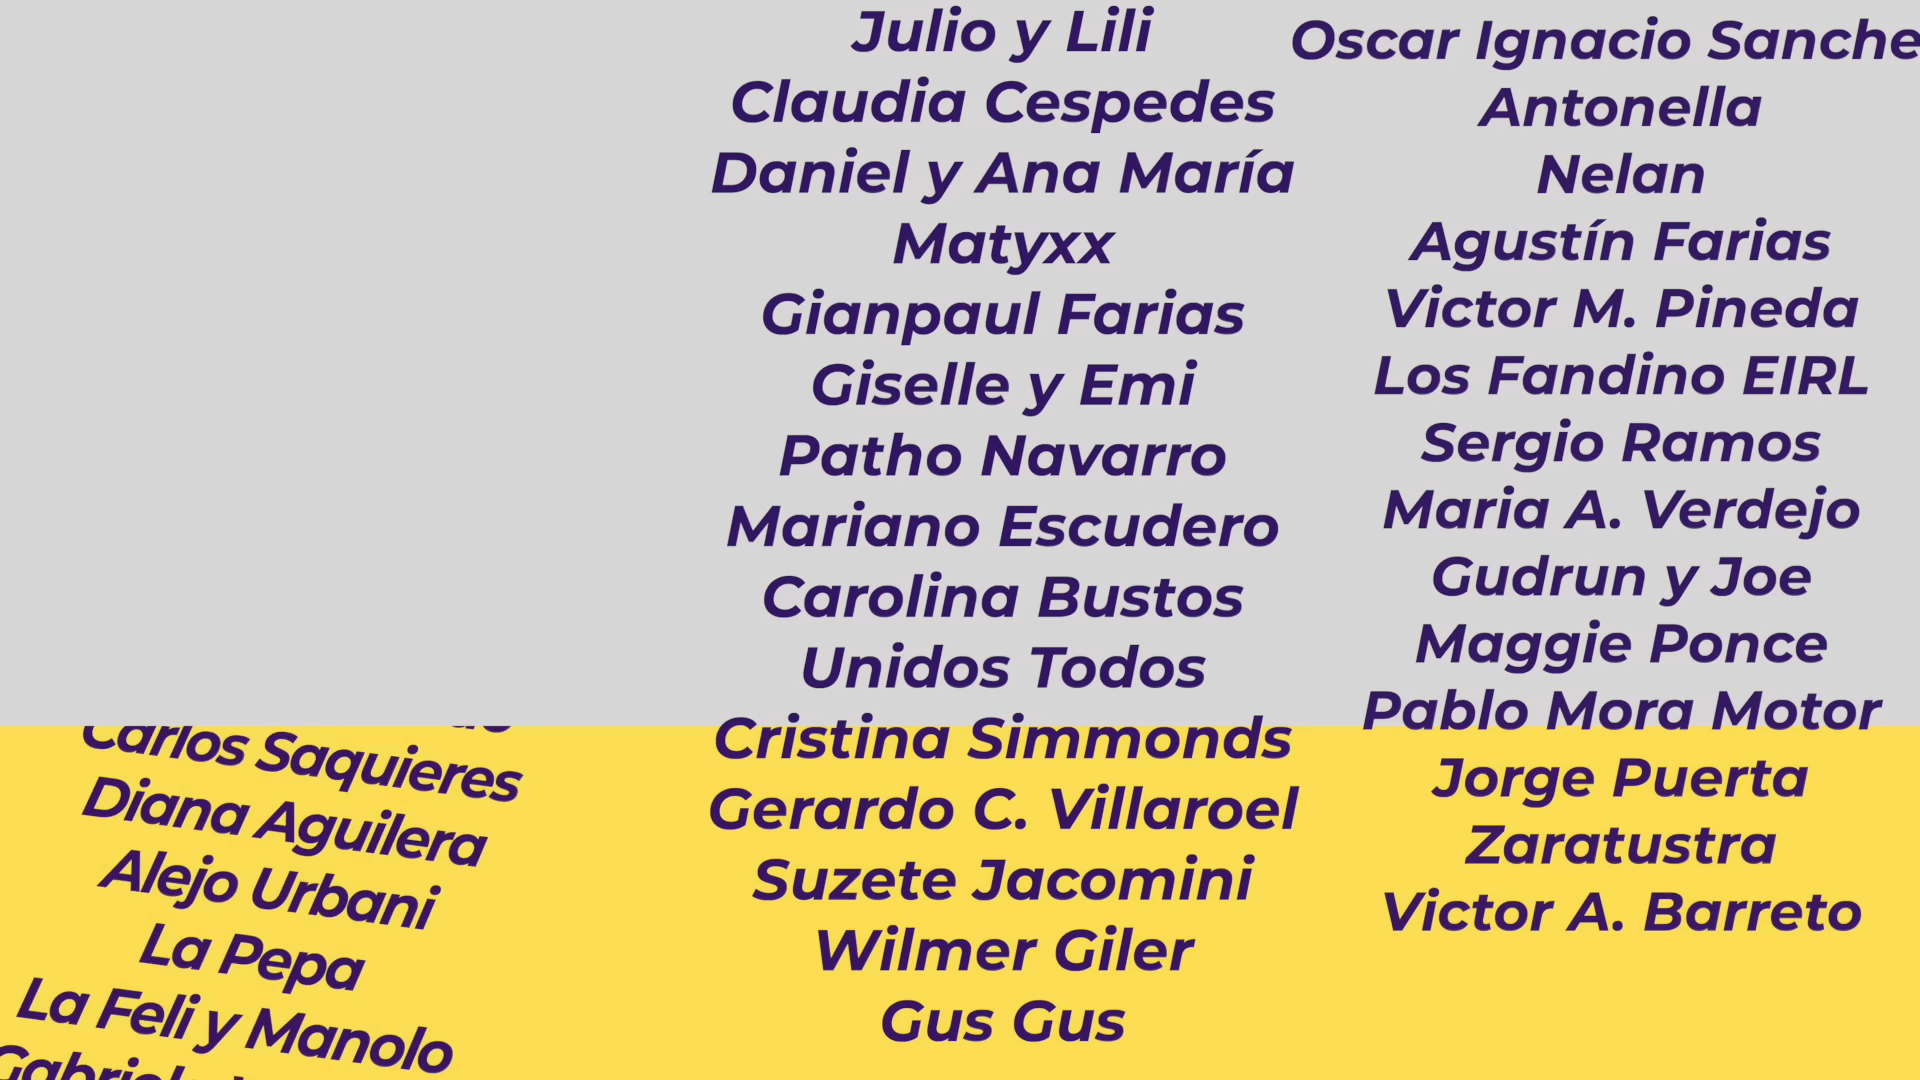 Carlos Saquieres
Diana Aguilera
Alejo Urbani
La Pepa
La Feli y Manolo
Julio y Lili
Claudia Cespedes
Daniel y Ana María
Matyxx
Gianpaul Farias
Giselle y Emi
Patho Navarro
Mariano Escudero
Carolina Bustos
Unidos Todos
Cristina Simmonds
Gerardo C. Villaroel
Suzete Jacomini
Wilmer Giler
Gus Gus
Oscar Ignacio Sanche
Antonella
Nelan
Agustín Farias
Victor M. Pineda
Los Fandino EIRL
Sergio Ramos
Maria A. Verdejo
Gudrun y Joe
Maggie Ponce
Pablo Mora Motor
Jorge Puerta
Zaratustra
Victor A. Barreto